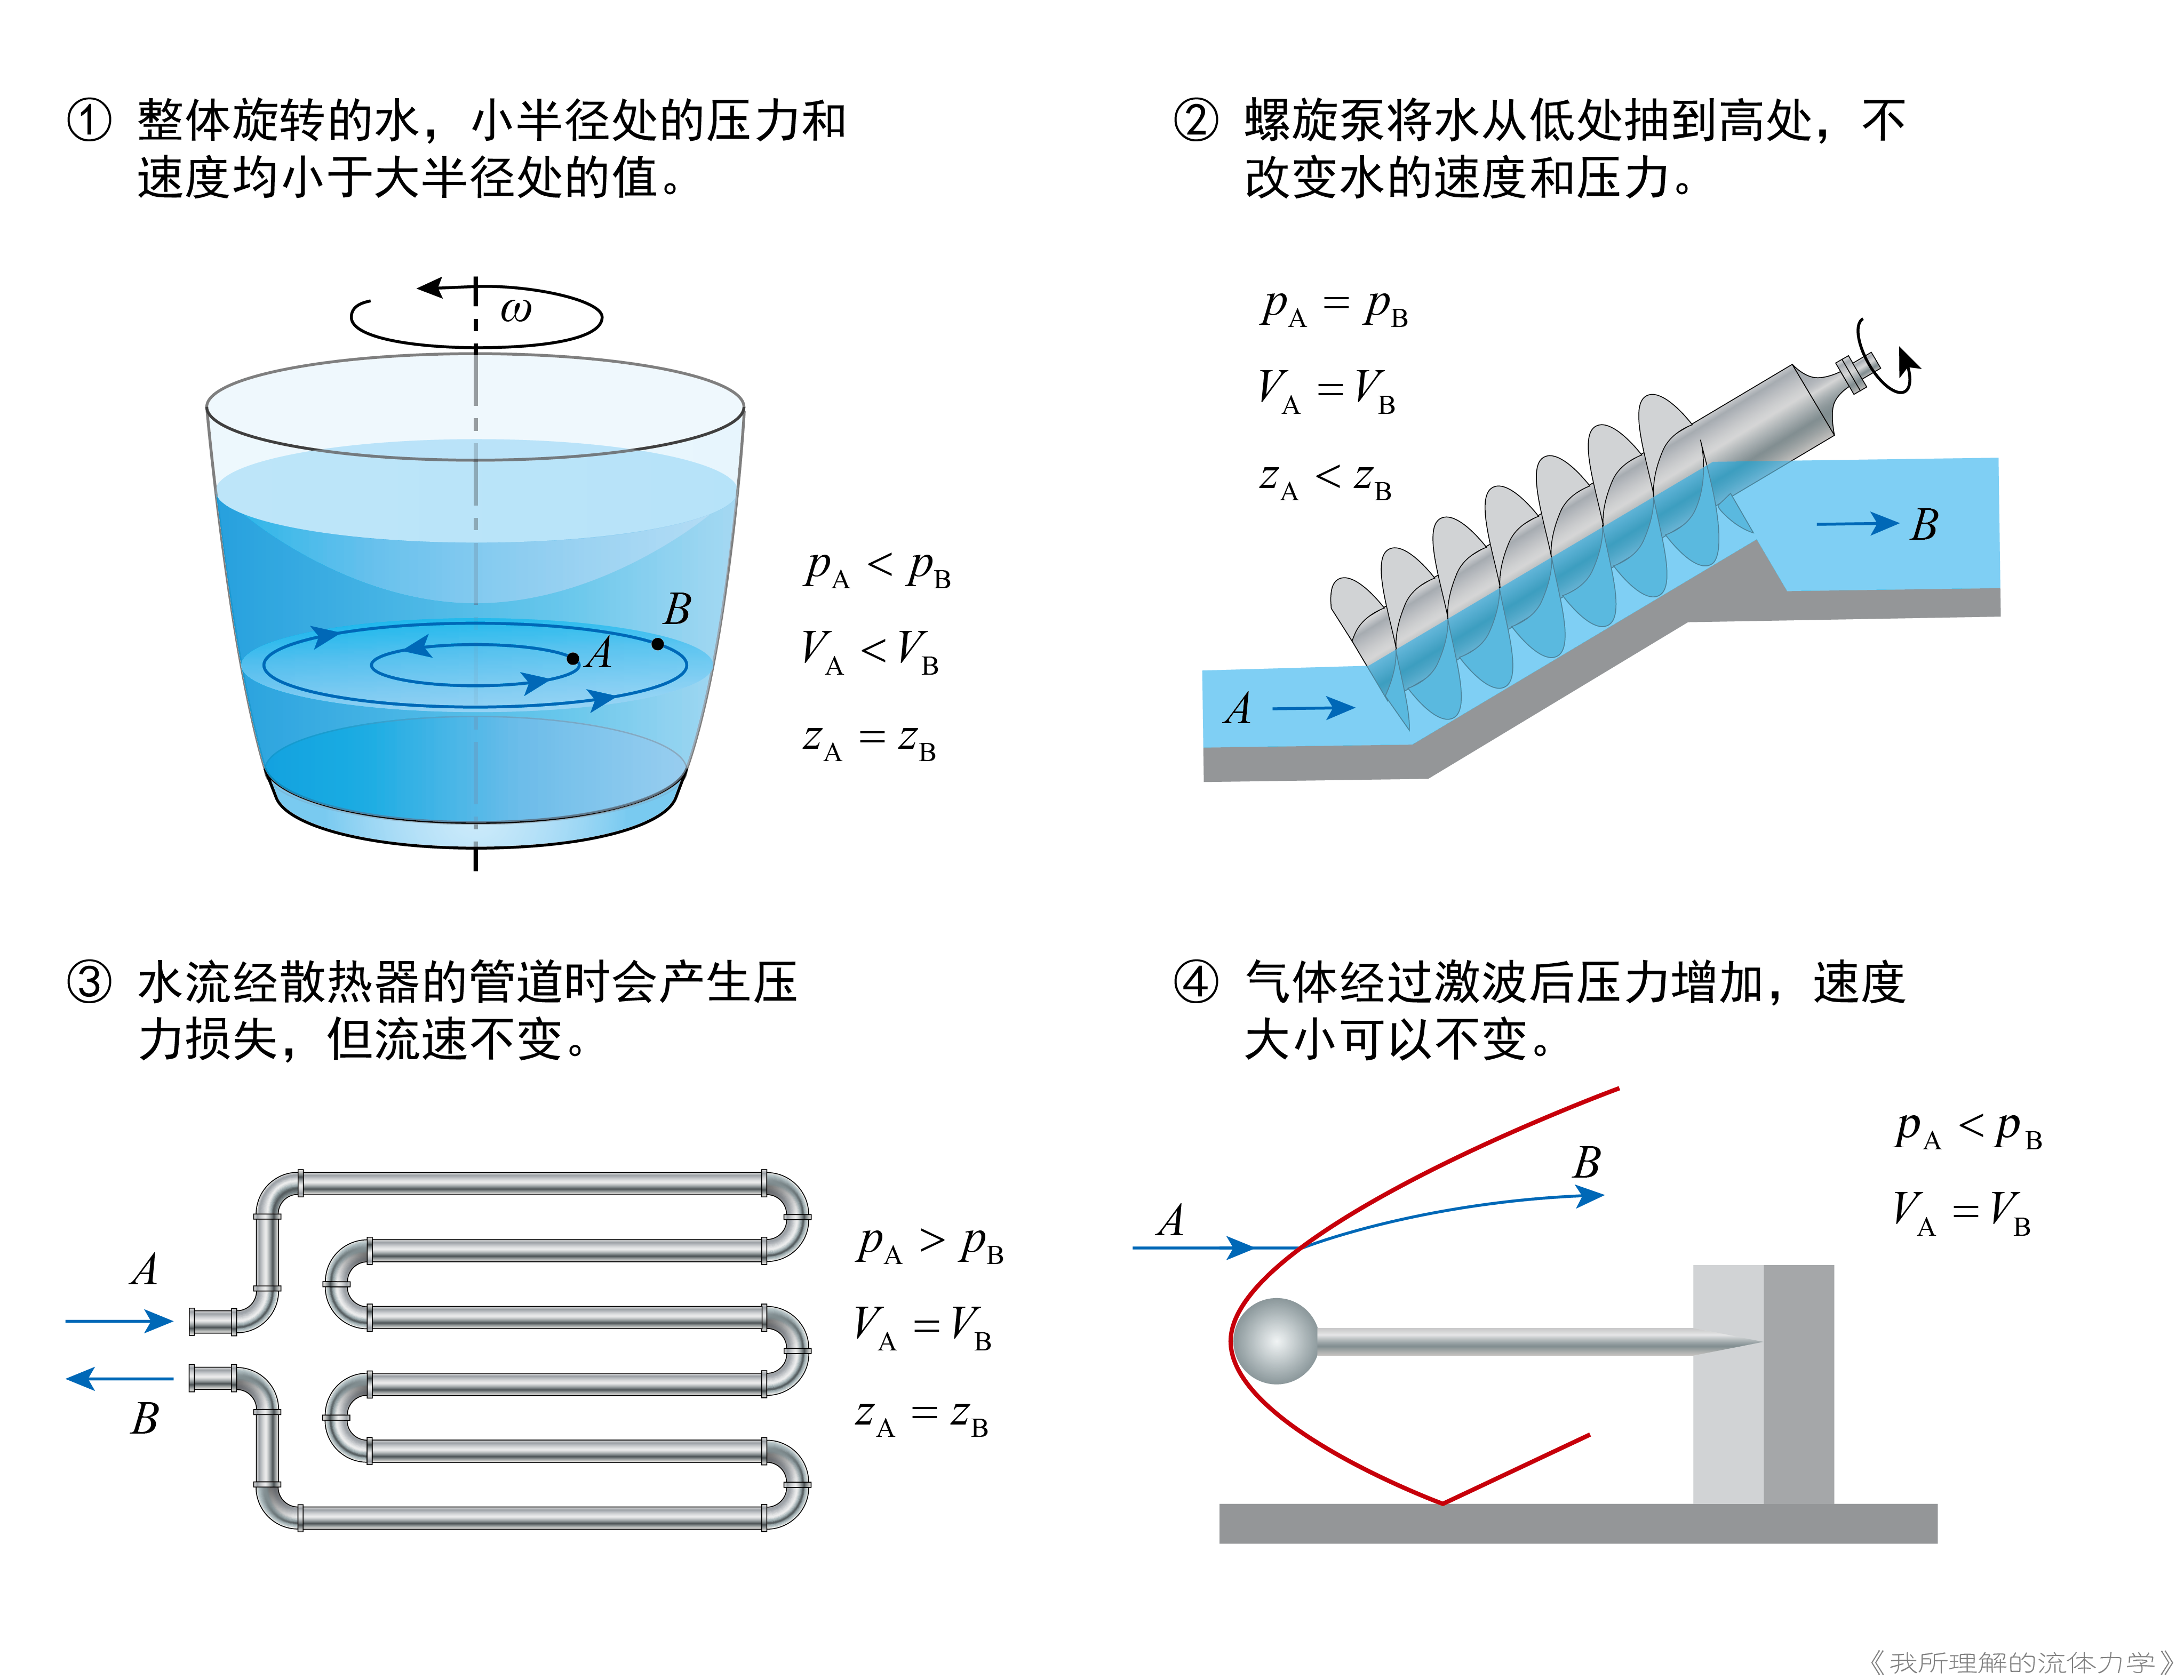 ① 整体旋转的水，小半径处的压力和
速度均小于大半径处的值。
ω
B
A
p_A < p_B
V_A < V_B
z_A = z_B
② 螺旋泵将水从低处抽到高处，不
改变水的速度和压力。
p_A = p_B
V_A = V_B
z_A < z_B
B
A
③ 水流经散热器的管道时会产生压
力损失，但流速不变。
A
B
p_A > p_B
V_A = V_B
z_A = z_B
④ 气体经过激波后压力增加，速度
大小可以不变。
A
B
p_A < p_B
V_A = V_B
《我所理解的流体力学》